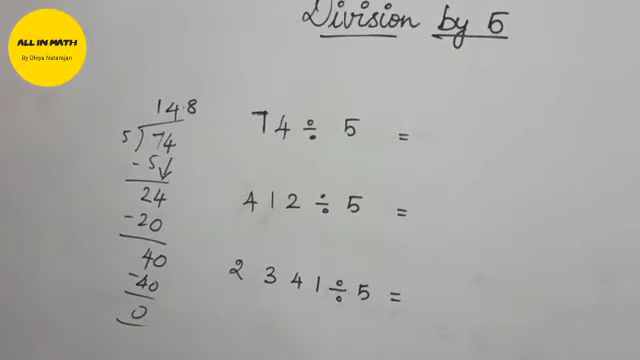 ALL IN MATH
By Dhya Natarajan
Division by 5
14.8
5)74
-5↓
24
-20
40
-40
0
74 ÷ 5 =
412 ÷ 5 =
2341 ÷ 5 =